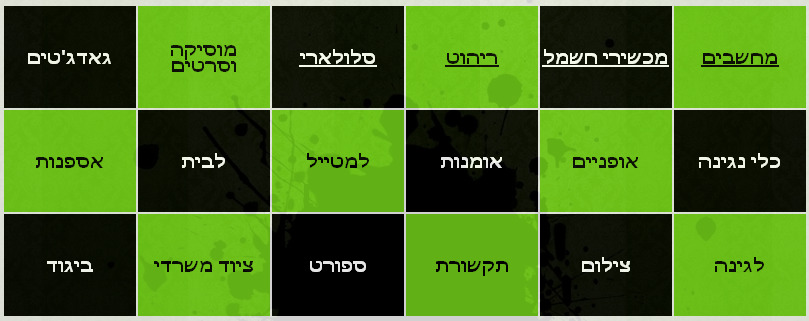 מחשבים
מכשירי חשמל
ריהוט
סלולארי
מוסיקה
וסרטים
גאדג'טים
כלי נגינה
אופניים
אומנות
למטייל
לבית
אספנות
לגינה
צילום
תקשורת
ספורט
ציוד משרדי
ביגוד